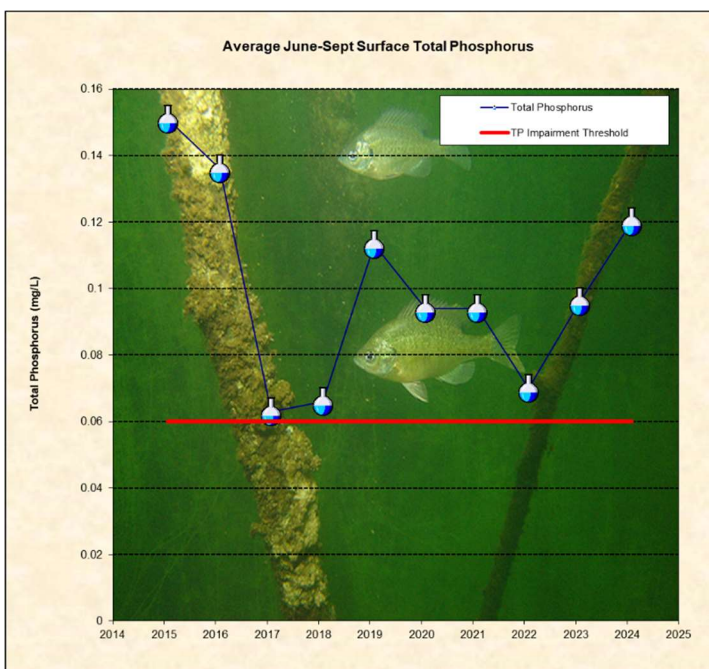 Average June-Sept Surface Total Phosphorus
Total Phosphorus
TP Impairment Threshold
Total Phosphorus (mg/L)
0.16
0.14
0.12
0.1
0.08
0.06
0.04
0.02
0
2014 2015 2016 2017 2018 2019 2020 2021 2022 2023 2024 2025